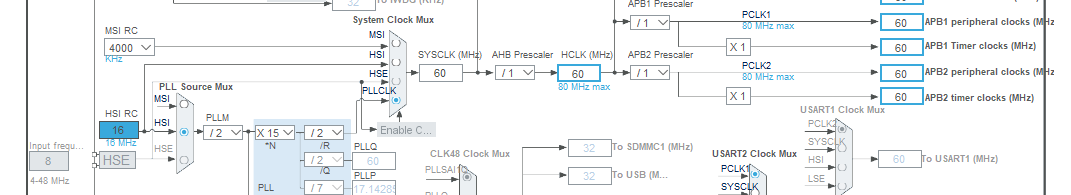 32
To IWDG (KHz)
System Clock Mux
APB1 Prescaler
/ 1
PCLK1
80 MHz max
60
APB1 peripheral clocks (MHz
X 1
60
APB1 Timer clocks (MHz)
MSI RC
4000
KHz
MSI
HSI
HSE
PLLCLK
SYSCLK (MHz)
60
AHB Prescaler
/ 1
HCLK (MHz)
60
80 MHz max
APB2 Prescaler
/ 1
PCLK2
80 MHz max
60
APB2 peripheral clocks (MHz
X 1
60
APB2 timer clocks (MHz)
Enable C...
PLL Source Mux
MSI
HSI
HSE
HSI RC
16
16 MHz
PLLM
/ 2
X 15
*N
/ 2
/R
/ 2
/Q
PLLQ
60
PLLP
/ 7
17.14285
PLL
Input frequ...
8
4-48 MHz
HSE
CLK48 Clock Mux
PLLSAI1Q
32
To SDMMC1 (MHz)
32
To USB (M...
USART2 Clock Mux
PCLK1
SYSCLK
USART1 Clock Mux
PCLK2
SYSCLK
HSI
LSE
60
To USART1 (MHz)